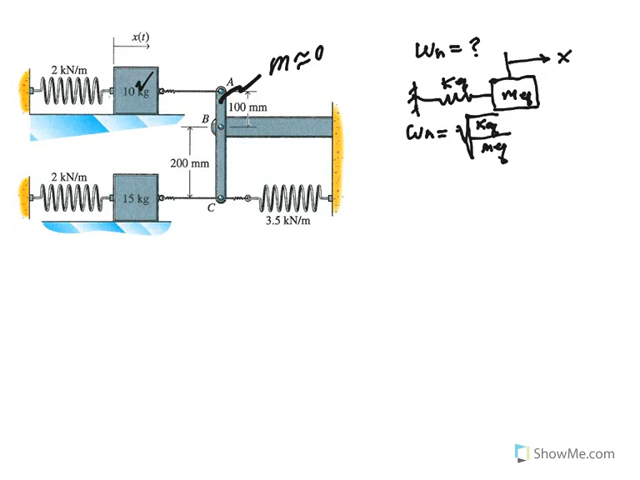 x(t)
m≈0
ωn = ?
2 kN/m
10 kg
A
100 mm
B
200 mm
2 kN/m
15 kg
C
3.5 kN/m
x
Keq
meq
ωn = √Keq/meq
ShowMe.com